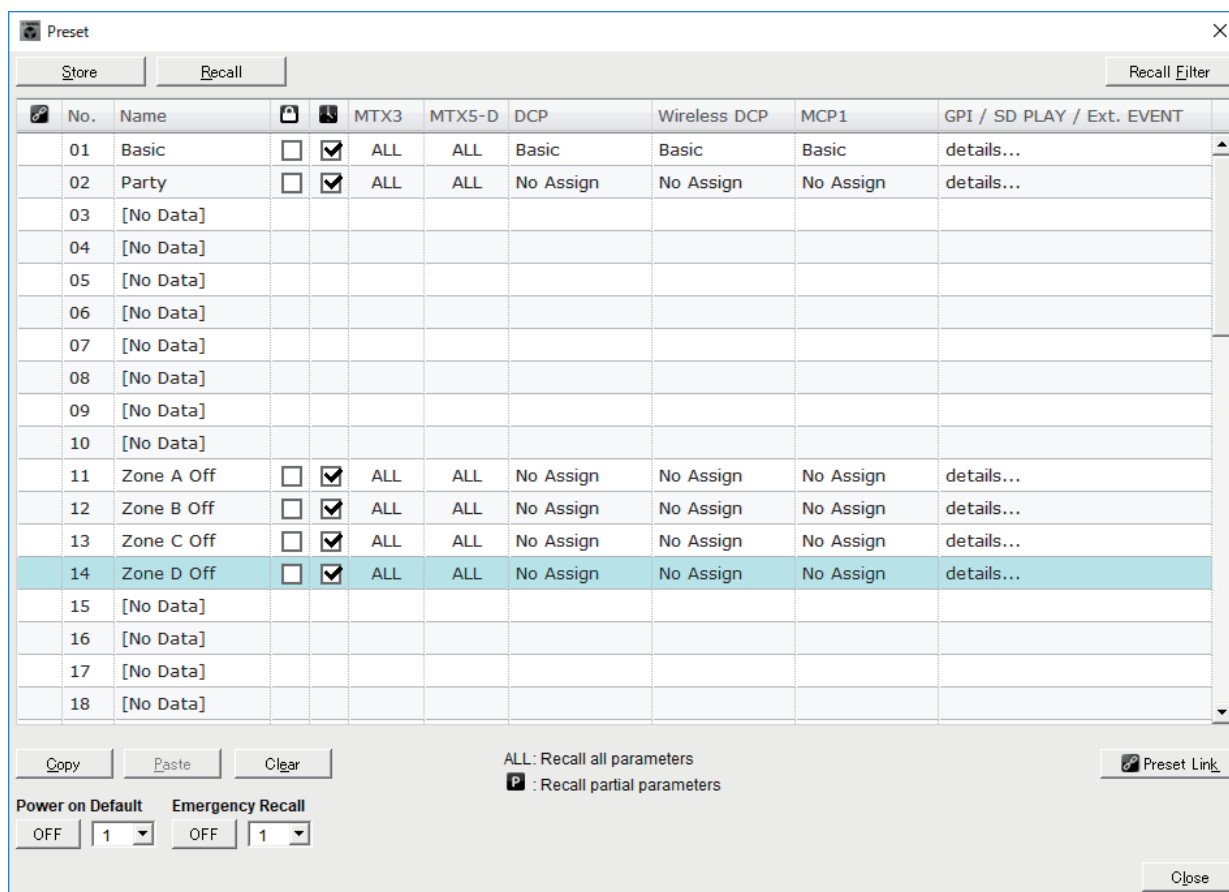 Preset
Store Recall Recall Filter
No. Name MTX3 MTX5-D DCP Wireless DCP MCP1 GPI / SD PLAY / Ext. EVENT
01 Basic ALL ALL Basic Basic Basic details...
02 Party ALL ALL No Assign No Assign No Assign details...
03 [No Data]
04 [No Data]
05 [No Data]
06 [No Data]
07 [No Data]
08 [No Data]
09 [No Data]
10 [No Data]
11 Zone A Off ALL ALL No Assign No Assign No Assign details...
12 Zone B Off ALL ALL No Assign No Assign No Assign details...
13 Zone C Off ALL ALL No Assign No Assign No Assign details...
14 Zone D Off ALL ALL No Assign No Assign No Assign details...
15 [No Data]
16 [No Data]
17 [No Data]
18 [No Data]
Copy Paste Clear ALL: Recall all parameters Preset Link
P : Recall partial parameters
Power on Default Emergency Recall
OFF 1 OFF 1
Close